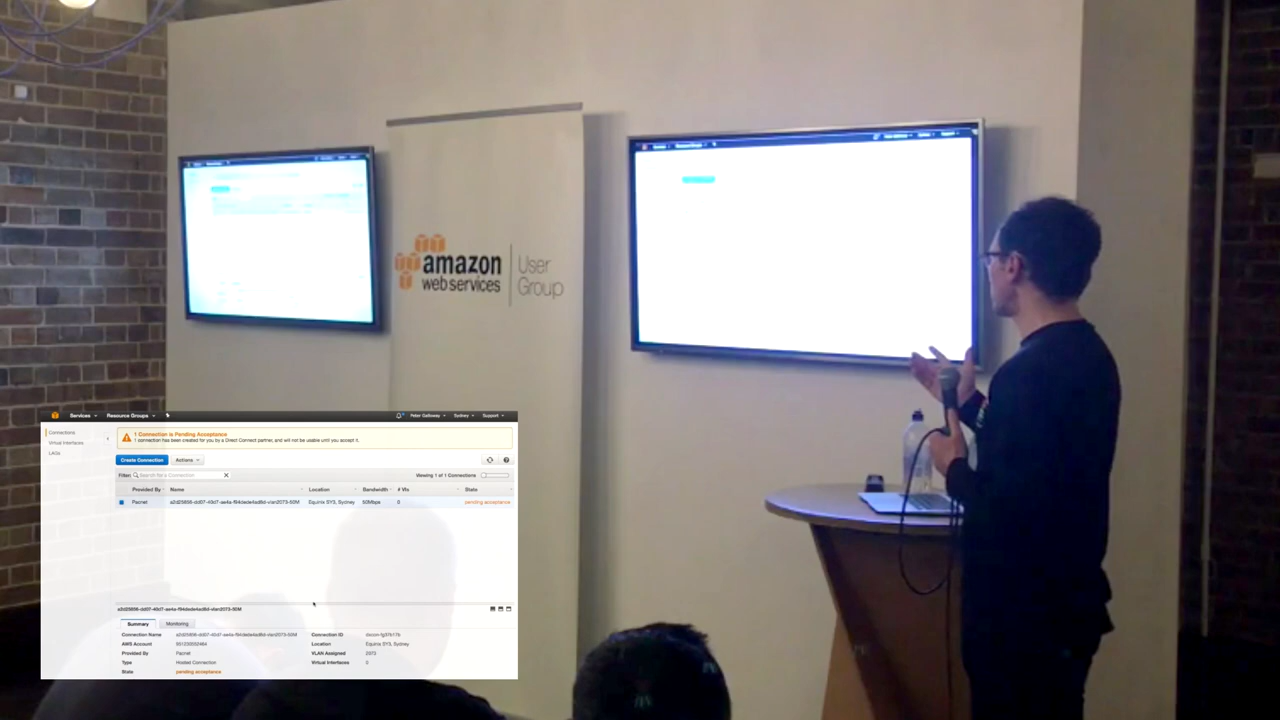 amazon
web services
User
Group
Services
Resource Groups
Peter Galloway
Sydney
Support
Connections
Virtual Interfaces
LAGs
1 Connection is Pending Acceptance
1 connection has been created for you by a Direct Connect partner, and will not be usable until you accept it.
Create Connection
Actions
Filter:
Viewing 1 of 1 Connections
Provided By Name Location Bandwidth # VIs State
Pacnet Equinix SY3, Sydney 50Mbps 0 pending acceptance
Summary Monitoring
Connection Name
Connection ID
AWS Account
Location Equinix SY3, Sydney
Provided By Pacnet
VLAN Assigned 2073
Type Hosted Connection
Virtual Interfaces 0
State pending acceptance